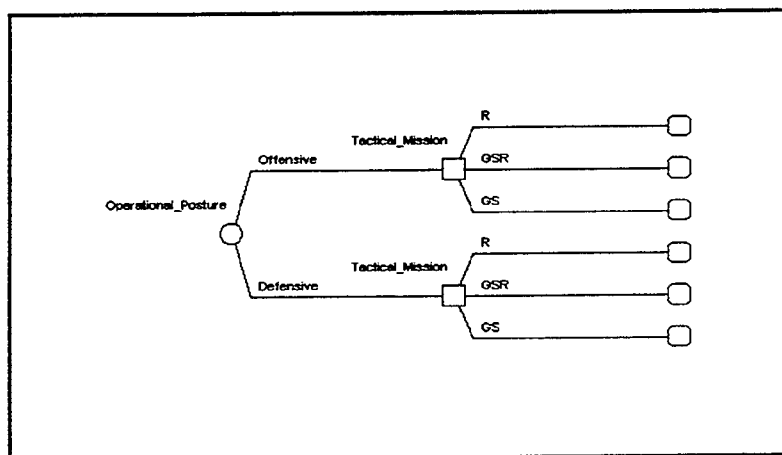 R
Tactical_Mission
Offensive
GSR
GS
Operational_Posture
R
Tactical_Mission
Defensive
GSR
GS